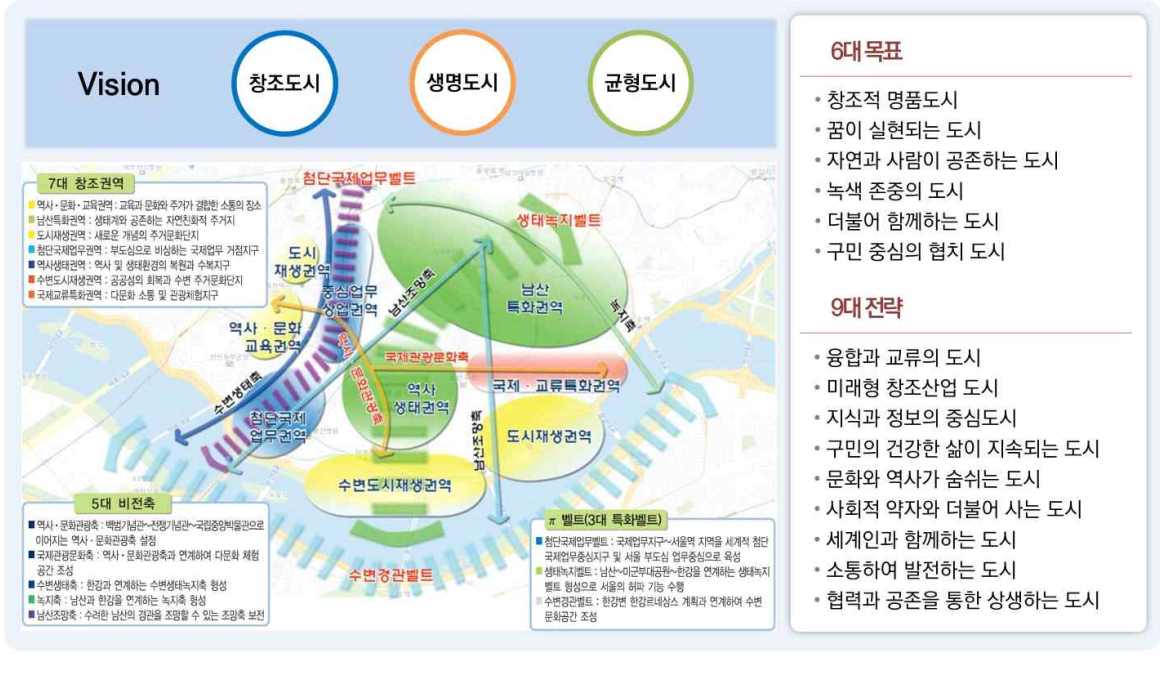 Vision
창조도시
생명도시
균형도시
7대 창조권역
역사・문화・교육권역 : 교육과 문화와 주거가 결합한 소통의 장소
남산특화권역 : 생태계와 공존하는 자연친화적 주거지
도시재생권역 : 새로운 개념의 주거문화단지
첨단국제업무권역 : 부도심으로 비상하는 국제업무 거점지구
역사생태권역 : 역사 및 생태환경의 복원과 수복지구
수변도시재생권역 : 공공성의 회복과 수변 주거문화단지
국제교류특화권역 : 다문화 소통 및 관광체험지구
첨단국제업무벨트
생태녹지벨트
도시
재생권역
중심업무
상업권역
남산조망축
남산
특화권역
녹지축
역사・문화
교육권역
역사
문화관광축
국제관광문화축
국제・교류특화권역
역사
생태권역
수변생태축
첨단국제
업무권역
남산조망축
도시재생권역
수변도시재생권역
수변경관벨트
5대 비전축
역사・문화관광축 : 백범기념관~전쟁기념관~국립중앙박물관으로
이어지는 역사・문화관광축 설정
국제관광문화축 : 역사・문화관광축과 연계하여 다문화 체험
공간 조성
수변생태축 : 한강과 연계하는 수변생태녹지축 형성
녹지축 : 남산과 한강을 연계하는 녹지축 형성
남산조망축 : 수려한 남산의 경관을 조망할 수 있는 조망축 보전
π 벨트(3대 특화벨트)
첨단국제업무벨트 : 국제업무지구~서울역 지역을 세계적 첨단
국제업무중심지구 및 서울 부도심 업무중심으로 육성
생태녹지벨트 : 남산~미군부대공원~한강을 연계하는 생태녹지
벨트 형성으로 서울의 허파 기능 수행
수변경관벨트 : 한강변 한강르네상스 계획과 연계하여 수변
문화공간 조성
6대 목표
• 창조적 명품도시
• 꿈이 실현되는 도시
• 자연과 사람이 공존하는 도시
• 녹색 존중의 도시
• 더불어 함께하는 도시
• 구민 중심의 협치 도시
9대 전략
• 융합과 교류의 도시
• 미래형 창조산업 도시
• 지식과 정보의 중심도시
• 구민의 건강한 삶이 지속되는 도시
• 문화와 역사가 숨쉬는 도시
• 사회적 약자와 더불어 사는 도시
• 세계인과 함께하는 도시
• 소통하여 발전하는 도시
• 협력과 공존을 통한 상생하는 도시